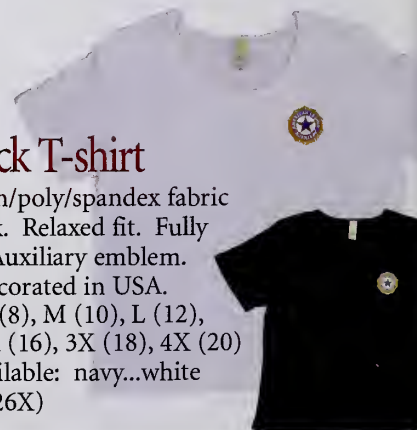 ck T-shirt
n/poly/spandex fabric
k. Relaxed fit. Fully
Auxiliary emblem.
corated in USA.
(8), M (10), L (12),
(16), 3X (18), 4X (20)
ilable: navy...white
26X)